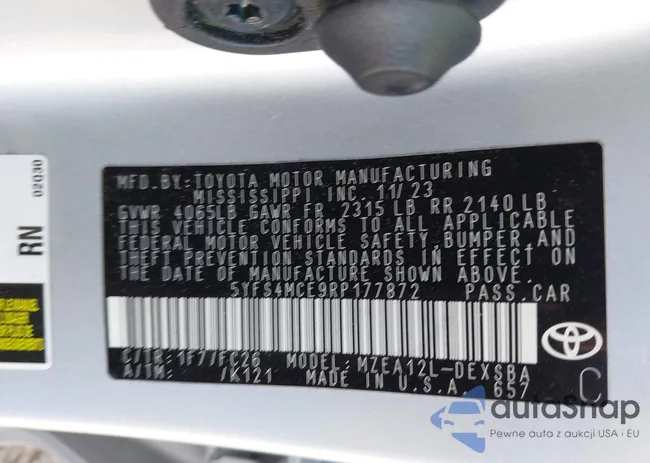 MFD.BY:TOYOTA MOTOR MANUFACTURING
MISSISSIPPI INC. 11/23
GVWR 4065LB GAWR FR 2315 LB RR 2140 LB
THIS VEHICLE CONFORMS TO ALL APPLICABLE
FEDERAL MOTOR VEHICLE SAFETY, BUMPER,AND
THEFT PREVENTION STANDARDS IN EFFECT ON
THE DATE OF MANUFACTURE SHOWN ABOVE.
5YFS4MCE9RP177872 PASS.CAR
C/TR: 1F7/FC26 MODEL: MZEA12L-DEXSBA
A/TM: /K121 MADE IN U.S.A. 657
C
RN
02030
autoSnap
Pewne auta z aukcji USA i EU